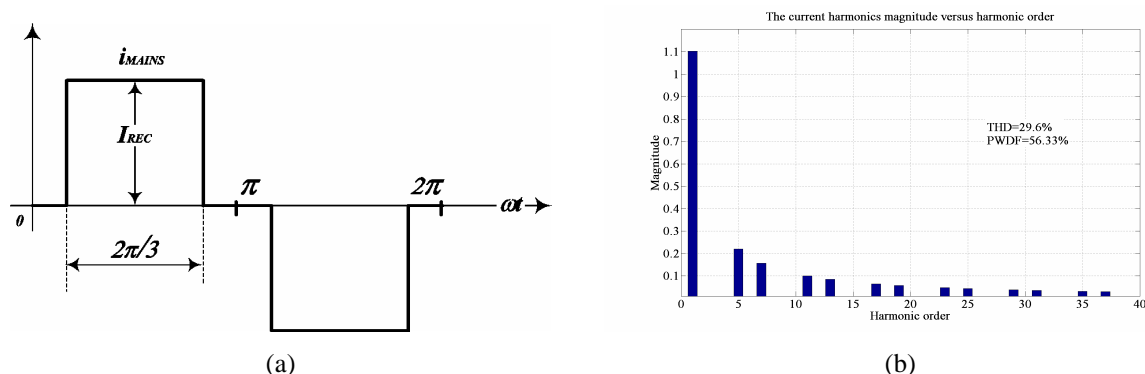 i_MAINS
I_REC
0
π
2π
ωt
2π/3
(a)
The current harmonics magnitude versus harmonic order
Magnitude
1.1
1
0.9
0.8
0.7
0.6
0.5
0.4
0.3
0.2
0.1
THD=29.6%
PWDF=56.33%
0 5 10 15 20 25 30 35 40
Harmonic order
(b)